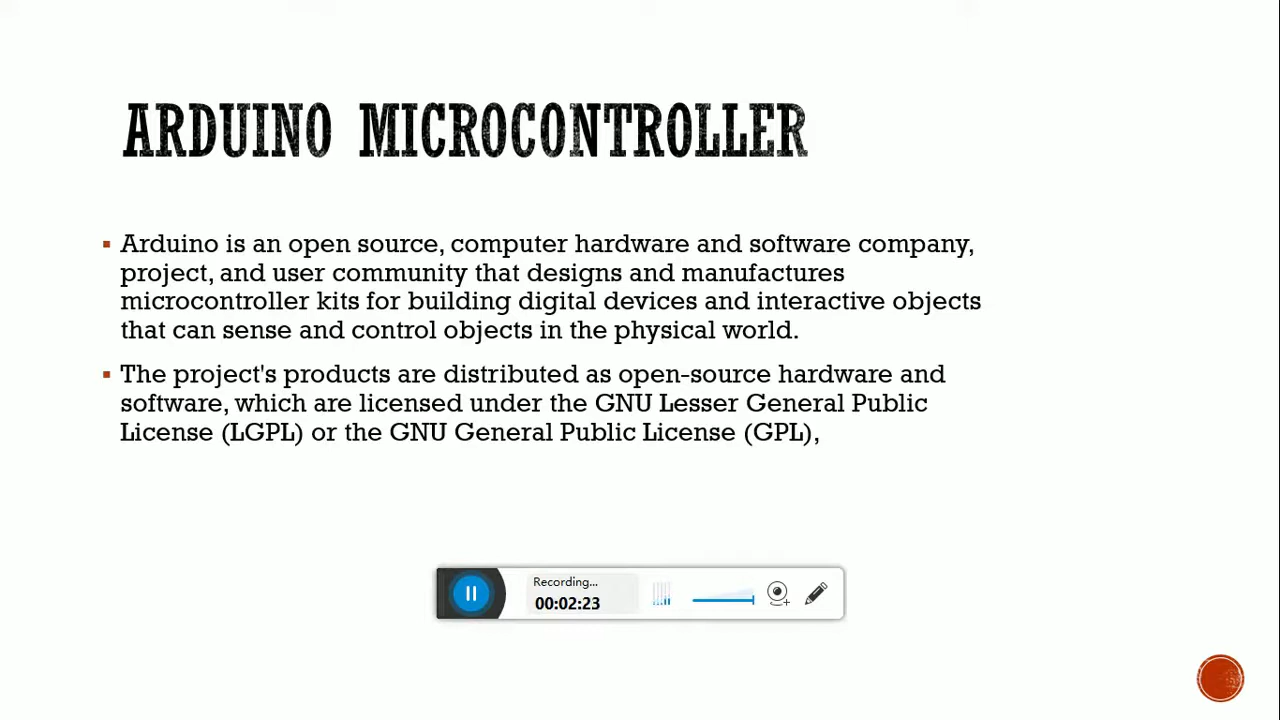 ARDUINO MICROCONTROLLER
▪ Arduino is an open source, computer hardware and software company,
project, and user community that designs and manufactures
microcontroller kits for building digital devices and interactive objects
that can sense and control objects in the physical world.
▪ The project's products are distributed as open-source hardware and
software, which are licensed under the GNU Lesser General Public
License (LGPL) or the GNU General Public License (GPL),
Recording...
00:02:23